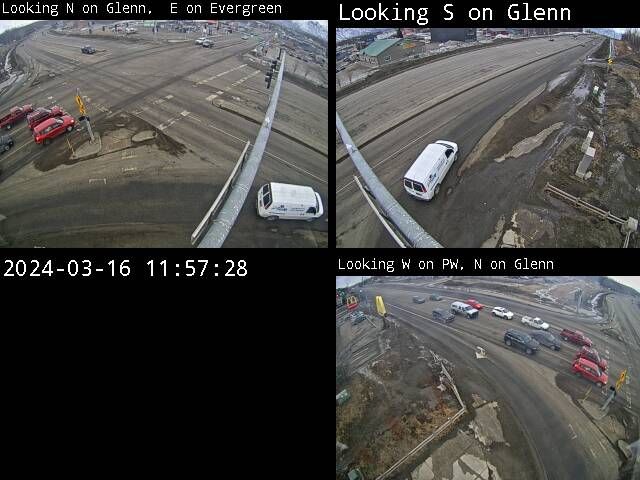 Looking N on Glenn, E on Evergreen
Looking S on Glenn
2024-03-16 11:57:28
Looking W on PW, N on Glenn